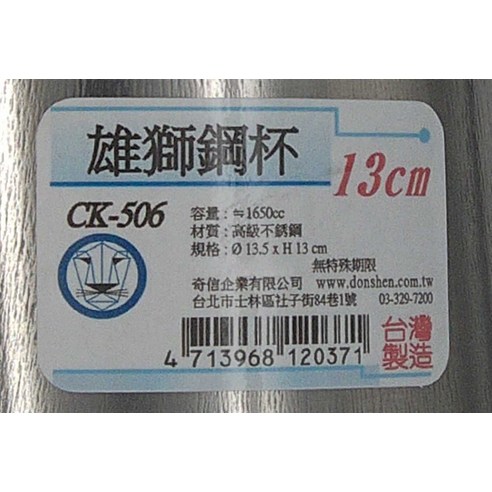 雄獅鋼杯
13cm
CK-506
容量：≒1650cc
材質：高級不銹鋼
規格：Ø 13.5 x H 13 cm
無特殊期限
奇信企業有限公司 www.donshen.com.tw
台北市士林區社子街84巷1號 03-329-7200
4 713968 120371
台灣
製造